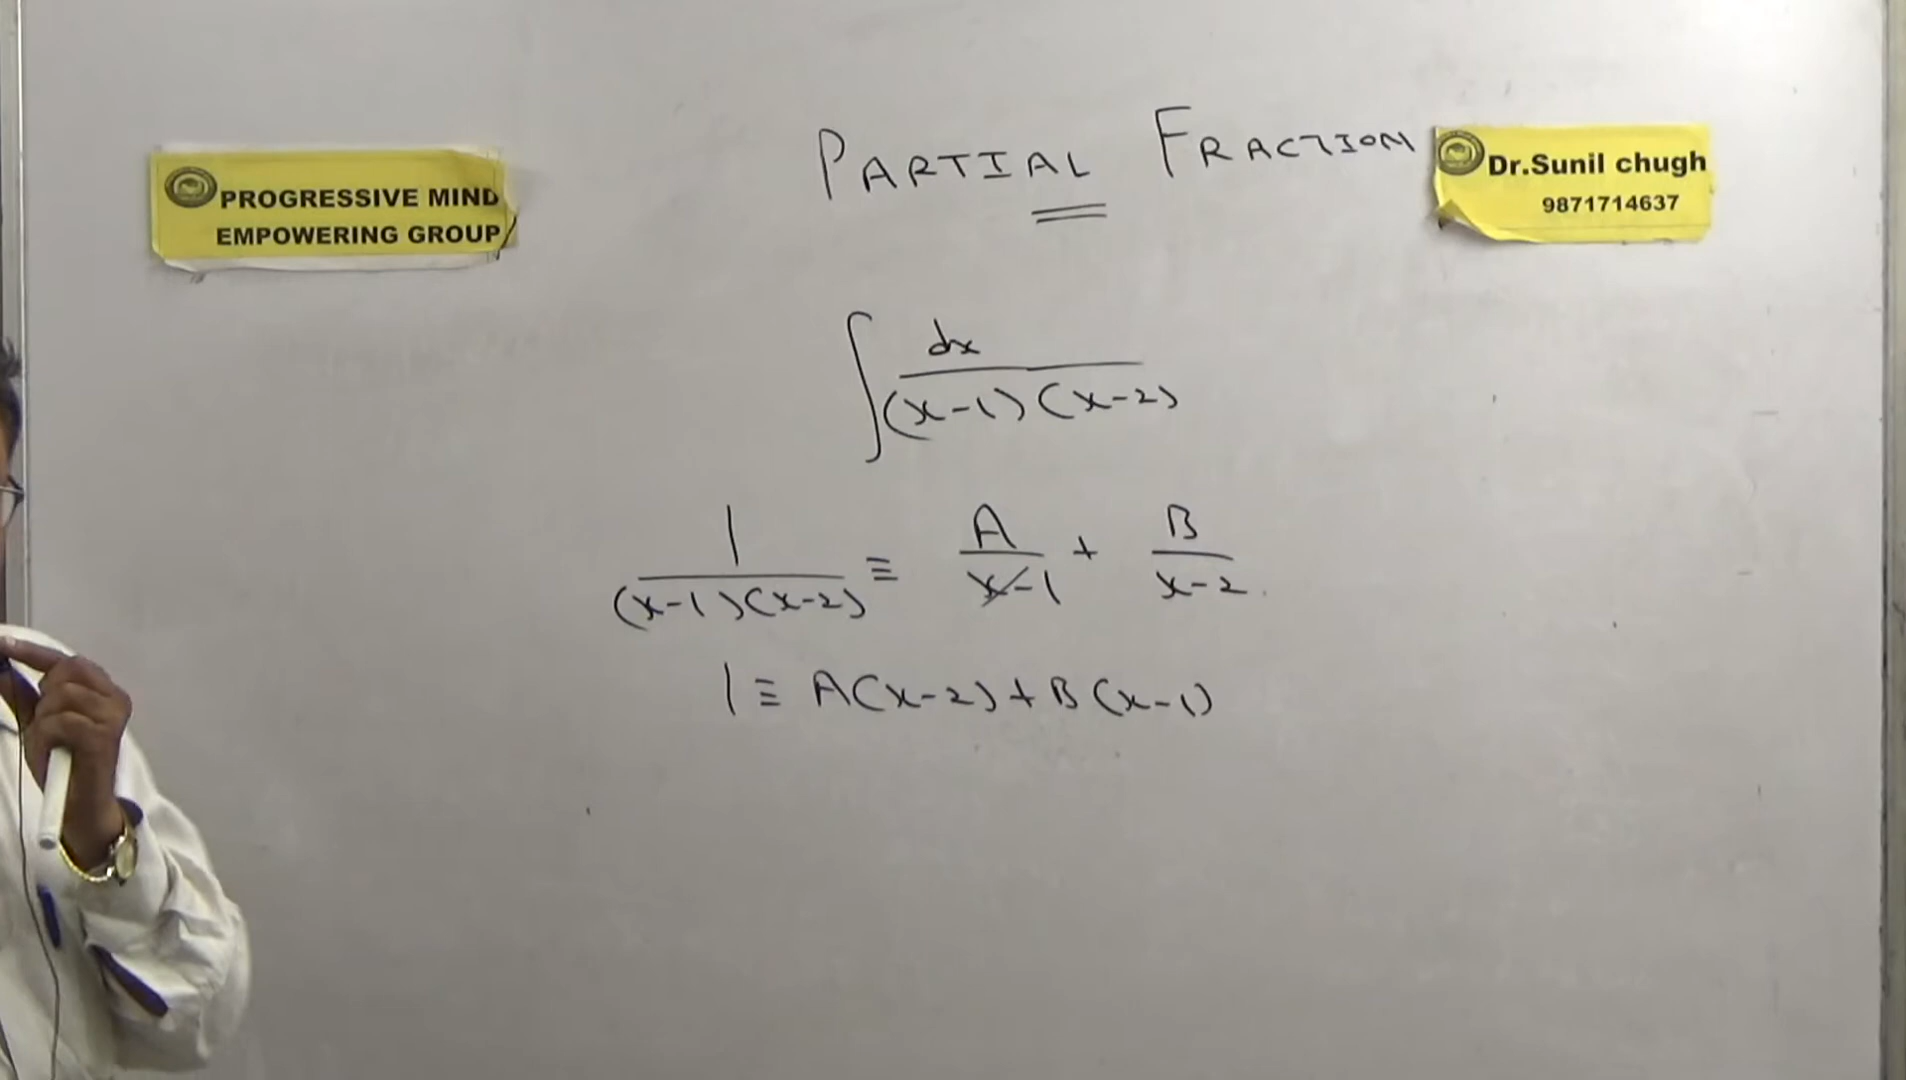 PARTIAL FRACTION
PROGRESSIVE MIND
EMPOWERING GROUP
Dr.Sunil chugh
9871714637
∫ dx / (x-1)(x-2)
1 / (x-1)(x-2) ≡ A / x-1 + B / x-2
1 ≡ A(x-2) + B(x-1)